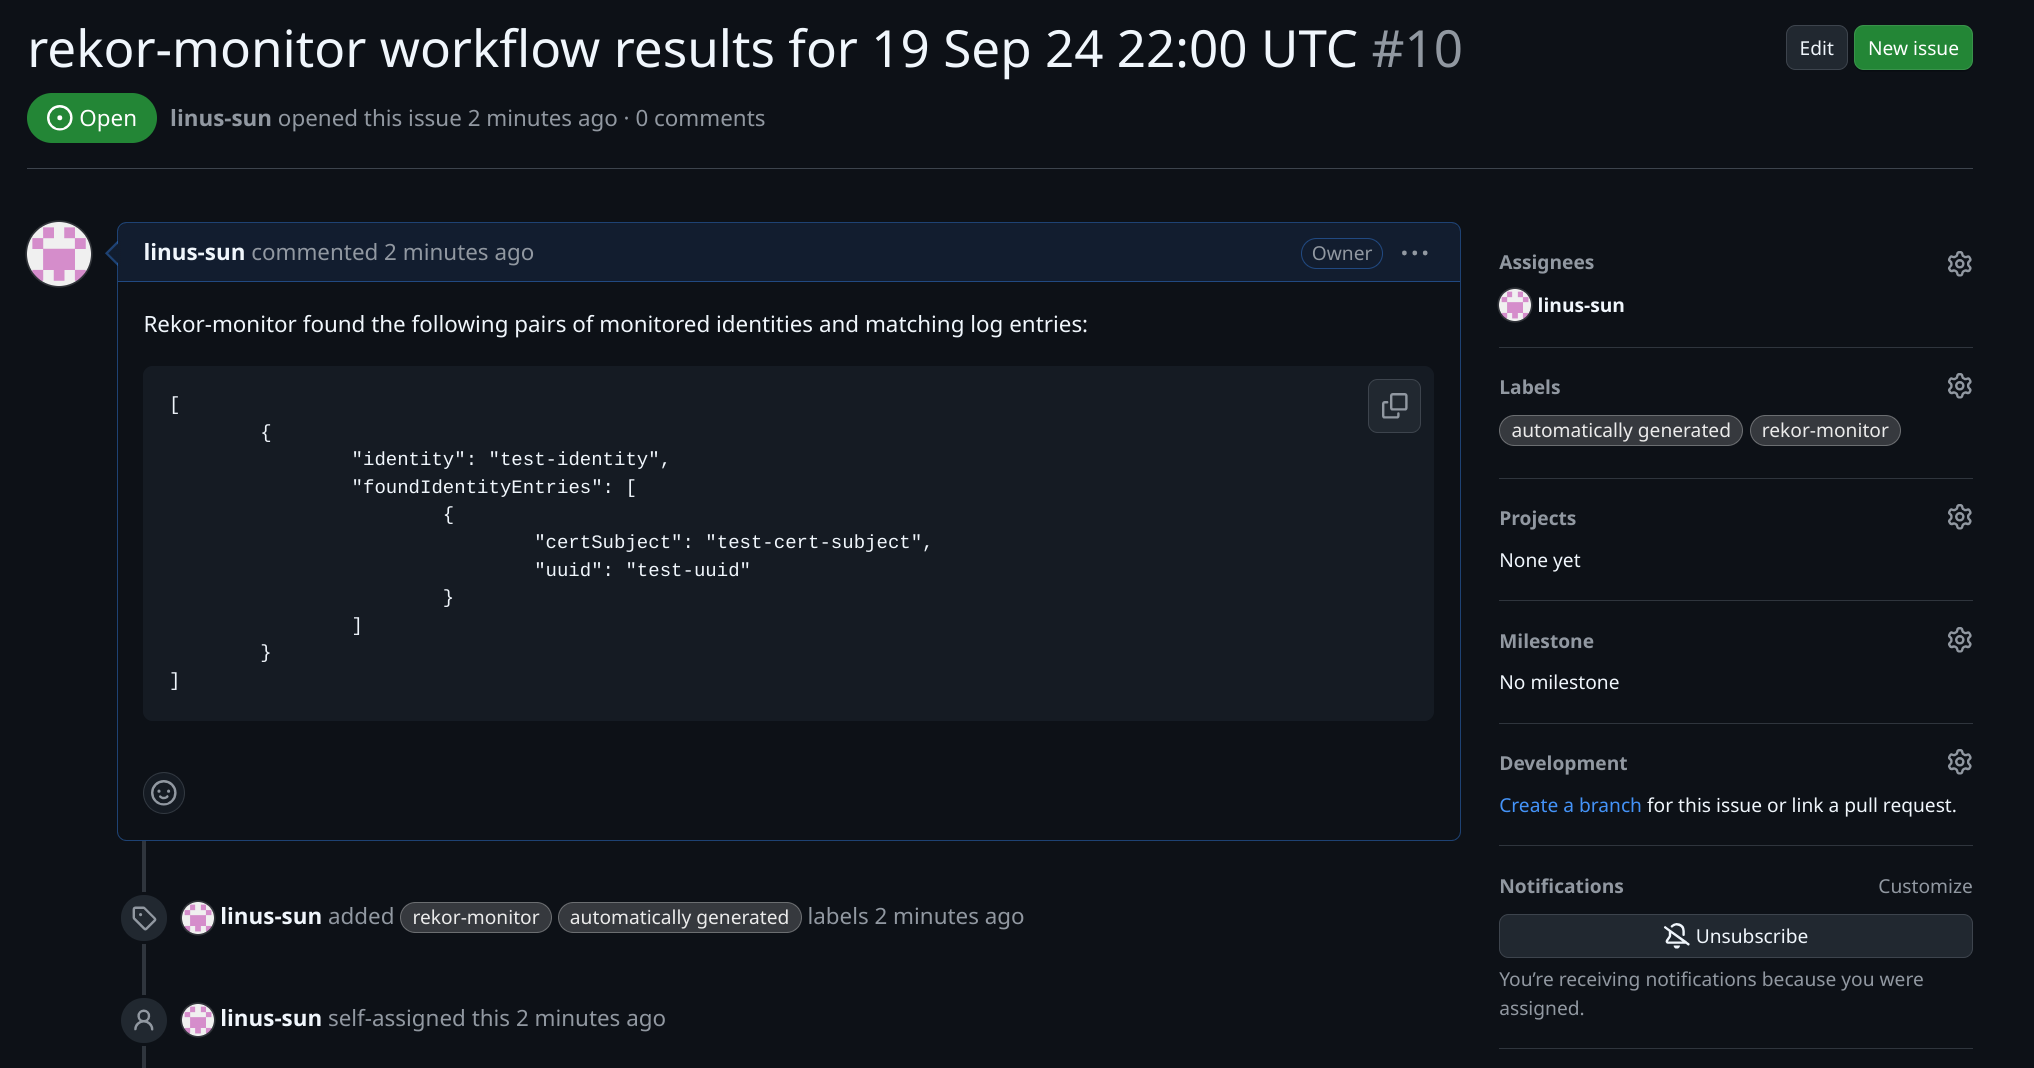 rekor-monitor workflow results for 19 Sep 24 22:00 UTC #10
Edit
New issue
Open
linus-sun opened this issue 2 minutes ago · 0 comments
linus-sun commented 2 minutes ago
Owner
Rekor-monitor found the following pairs of monitored identities and matching log entries:
[
	{
		"identity": "test-identity",
		"foundIdentityEntries": [
			{
				"certSubject": "test-cert-subject",
				"uuid": "test-uuid"
			}
		]
	}
]
linus-sun added rekor-monitor automatically generated labels 2 minutes ago
linus-sun self-assigned this 2 minutes ago
Assignees
linus-sun
Labels
automatically generated rekor-monitor
Projects
None yet
Milestone
No milestone
Development
Create a branch for this issue or link a pull request.
Notifications
Customize
Unsubscribe
You’re receiving notifications because you were
assigned.